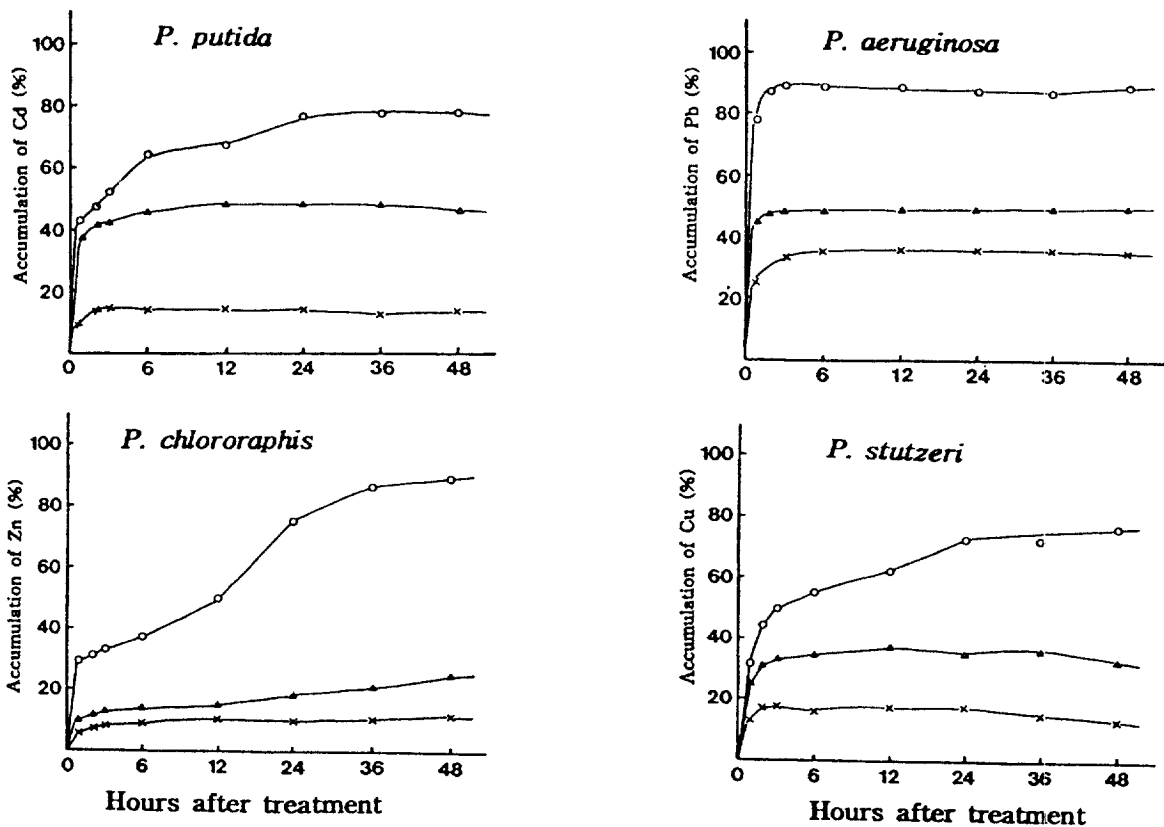 P. putida
Accumulation of Cd (%)
100
80
60
40
20
0 6 12 24 36 48
P. aeruginosa
Accumulation of Pb (%)
100
80
60
40
20
0 6 12 24 36 48
P. chlororaphis
Accumulation of Zn (%)
100
80
60
40
20
0 6 12 24 36 48
Hours after treatment
P. stutzeri
Accumulation of Cu (%)
100
80
60
40
20
0 6 12 24 36 48
Hours after treatment